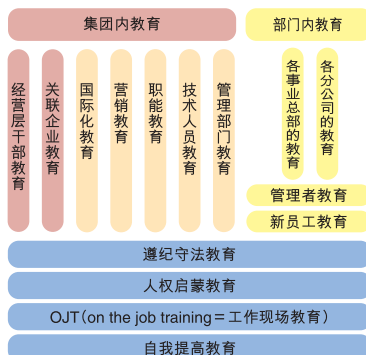 集团内教育
部门内教育
经营层干部教育
关联企业教育
国际化教育
营销教育
职能教育
技术人员教育
管理部门教育
各事业总部的教育
各分公司的教育
管理者教育
新员工教育
遵纪守法教育
人权启蒙教育
OJT(on the job training＝工作现场教育)
自我提高教育